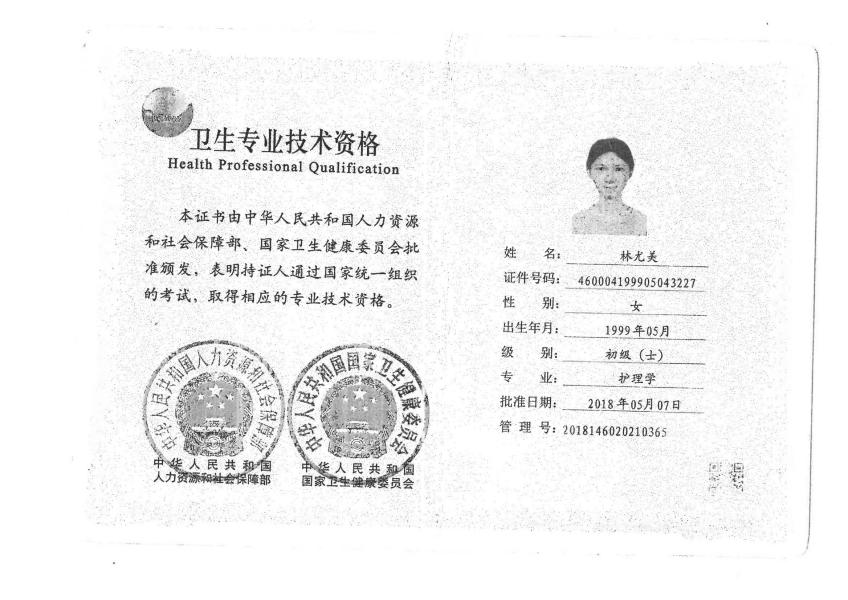 卫生专业技术资格
Health Professional Qualification
本证书由中华人民共和国人力资源
和社会保障部、国家卫生健康委员会批
准颁发，表明持证人通过国家统一组织
的考试，取得相应的专业技术资格。
中华人民共和国人力资源和社会保障部
中华人民共和国国家卫生健康委员会
中华人民共和国
人力资源和社会保障部
中华人民共和国
国家卫生健康委员会
姓 名： 林尤美
证件号码： 460004199905043227
性 别： 女
出生年月： 1999年05月
级 别： 初级（士）
专 业： 护理学
批准日期： 2018年05月07日
管 理 号： 2018146020210365